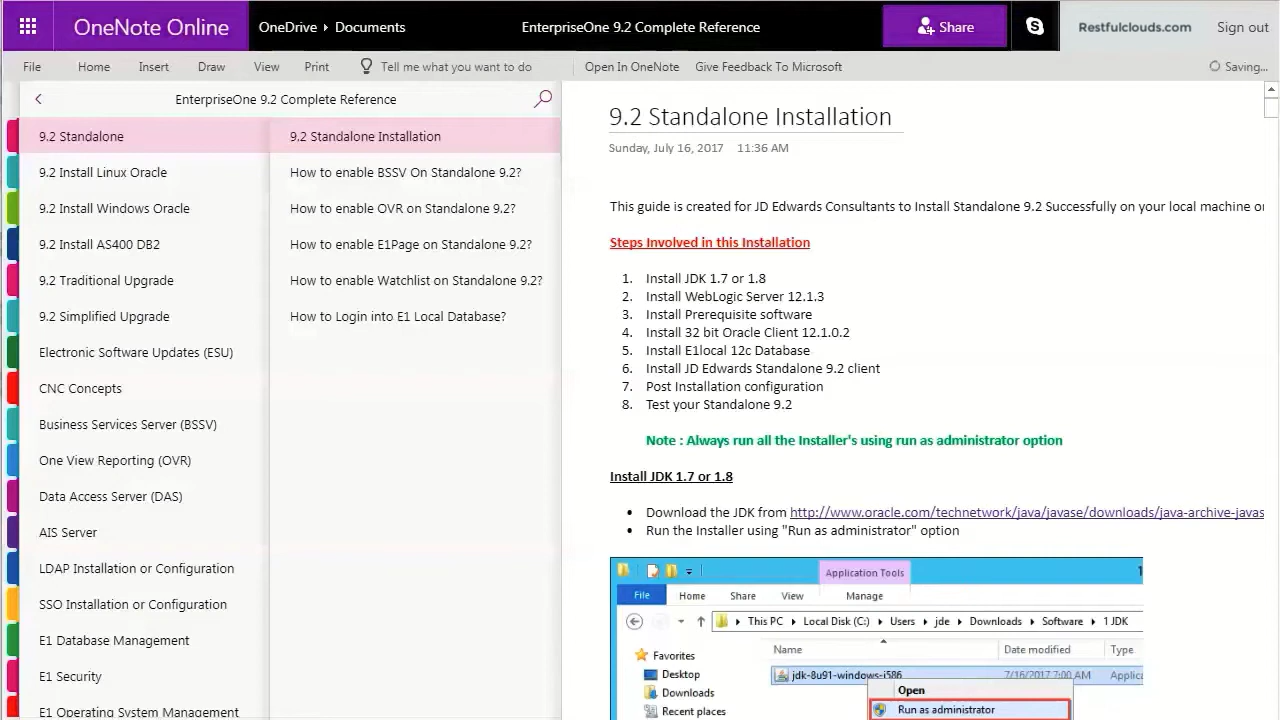 OneNote Online
OneDrive ▸ Documents
EnterpriseOne 9.2 Complete Reference
Share
Restfulclouds.com
Sign out
File
Home
Insert
Draw
View
Print
Tell me what you want to do
Open In OneNote
Give Feedback To Microsoft
Saving...
EnterpriseOne 9.2 Complete Reference
9.2 Standalone
9.2 Install Linux Oracle
9.2 Install Windows Oracle
9.2 Install AS400 DB2
9.2 Traditional Upgrade
9.2 Simplified Upgrade
Electronic Software Updates (ESU)
CNC Concepts
Business Services Server (BSSV)
One View Reporting (OVR)
Data Access Server (DAS)
AIS Server
LDAP Installation or Configuration
SSO Installation or Configuration
E1 Database Management
E1 Security
E1 Operating System Management
9.2 Standalone Installation
How to enable BSSV On Standalone 9.2?
How to enable OVR on Standalone 9.2?
How to enable E1Page on Standalone 9.2?
How to enable Watchlist on Standalone 9.2?
How to Login into E1 Local Database?
9.2 Standalone Installation
Sunday, July 16, 2017 11:36 AM
This guide is created for JD Edwards Consultants to Install Standalone 9.2 Successfully on your local machine or
Steps Involved in this Installation
1. Install JDK 1.7 or 1.8
2. Install WebLogic Server 12.1.3
3. Install Prerequisite software
4. Install 32 bit Oracle Client 12.1.0.2
5. Install E1local 12c Database
6. Install JD Edwards Standalone 9.2 client
7. Post Installation configuration
8. Test your Standalone 9.2
Note : Always run all the Installer's using run as administrator option
Install JDK 1.7 or 1.8
• Download the JDK from http://www.oracle.com/technetwork/java/javase/downloads/java-archive-javas
• Run the Installer using "Run as administrator" option
Application Tools
File
Home
Share
View
Manage
This PC ▸ Local Disk (C:) ▸ Users ▸ jde ▸ Downloads ▸ Software ▸ 1 JDK
Favorites
Desktop
Downloads
Recent places
Name
Date modified
Type
jdk-8u91-windows-i586
7/16/2017 7:00 AM
Applic
Open
Run as administrator